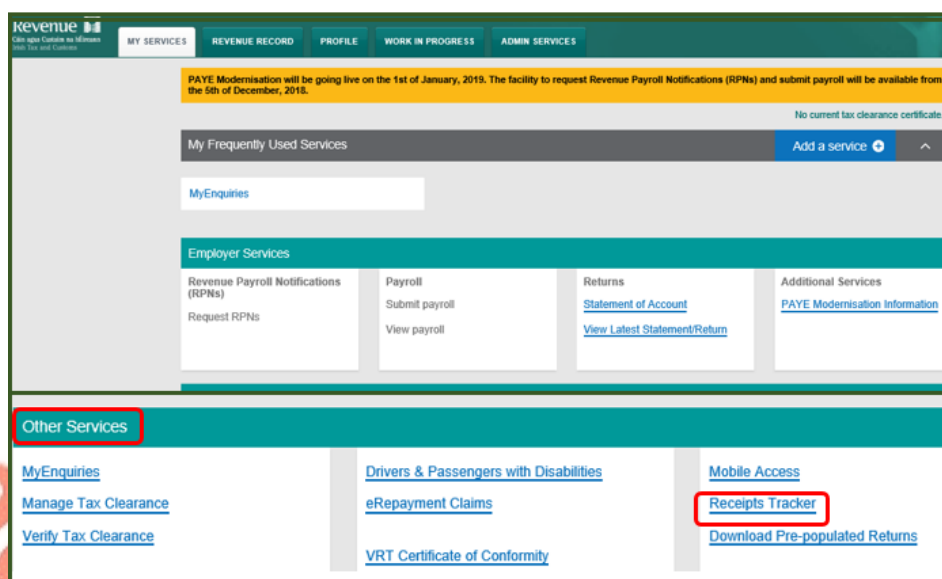 Revenue
Cáin agus Custaim na hÉireann
Irish Tax and Customs
MY SERVICES
REVENUE RECORD
PROFILE
WORK IN PROGRESS
ADMIN SERVICES
PAYE Modernisation will be going live on the 1st of January, 2019. The facility to request Revenue Payroll Notifications (RPNs) and submit payroll will be available from
the 5th of December, 2018.
No current tax clearance certificate
My Frequently Used Services
Add a service
MyEnquiries
Employer Services
Revenue Payroll Notifications
(RPNs)
Request RPNs
Payroll
Submit payroll
View payroll
Returns
Statement of Account
View Latest Statement/Return
Additional Services
PAYE Modernisation Information
Other Services
MyEnquiries
Manage Tax Clearance
Verify Tax Clearance
Drivers & Passengers with Disabilities
eRepayment Claims
VRT Certificate of Conformity
Mobile Access
Receipts Tracker
Download Pre-populated Returns